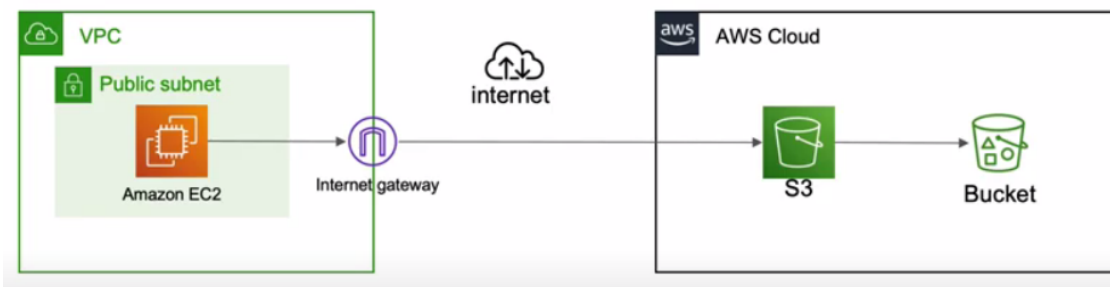 VPC
Public subnet
Amazon EC2
Internet gateway
internet
aws
AWS Cloud
S3
Bucket